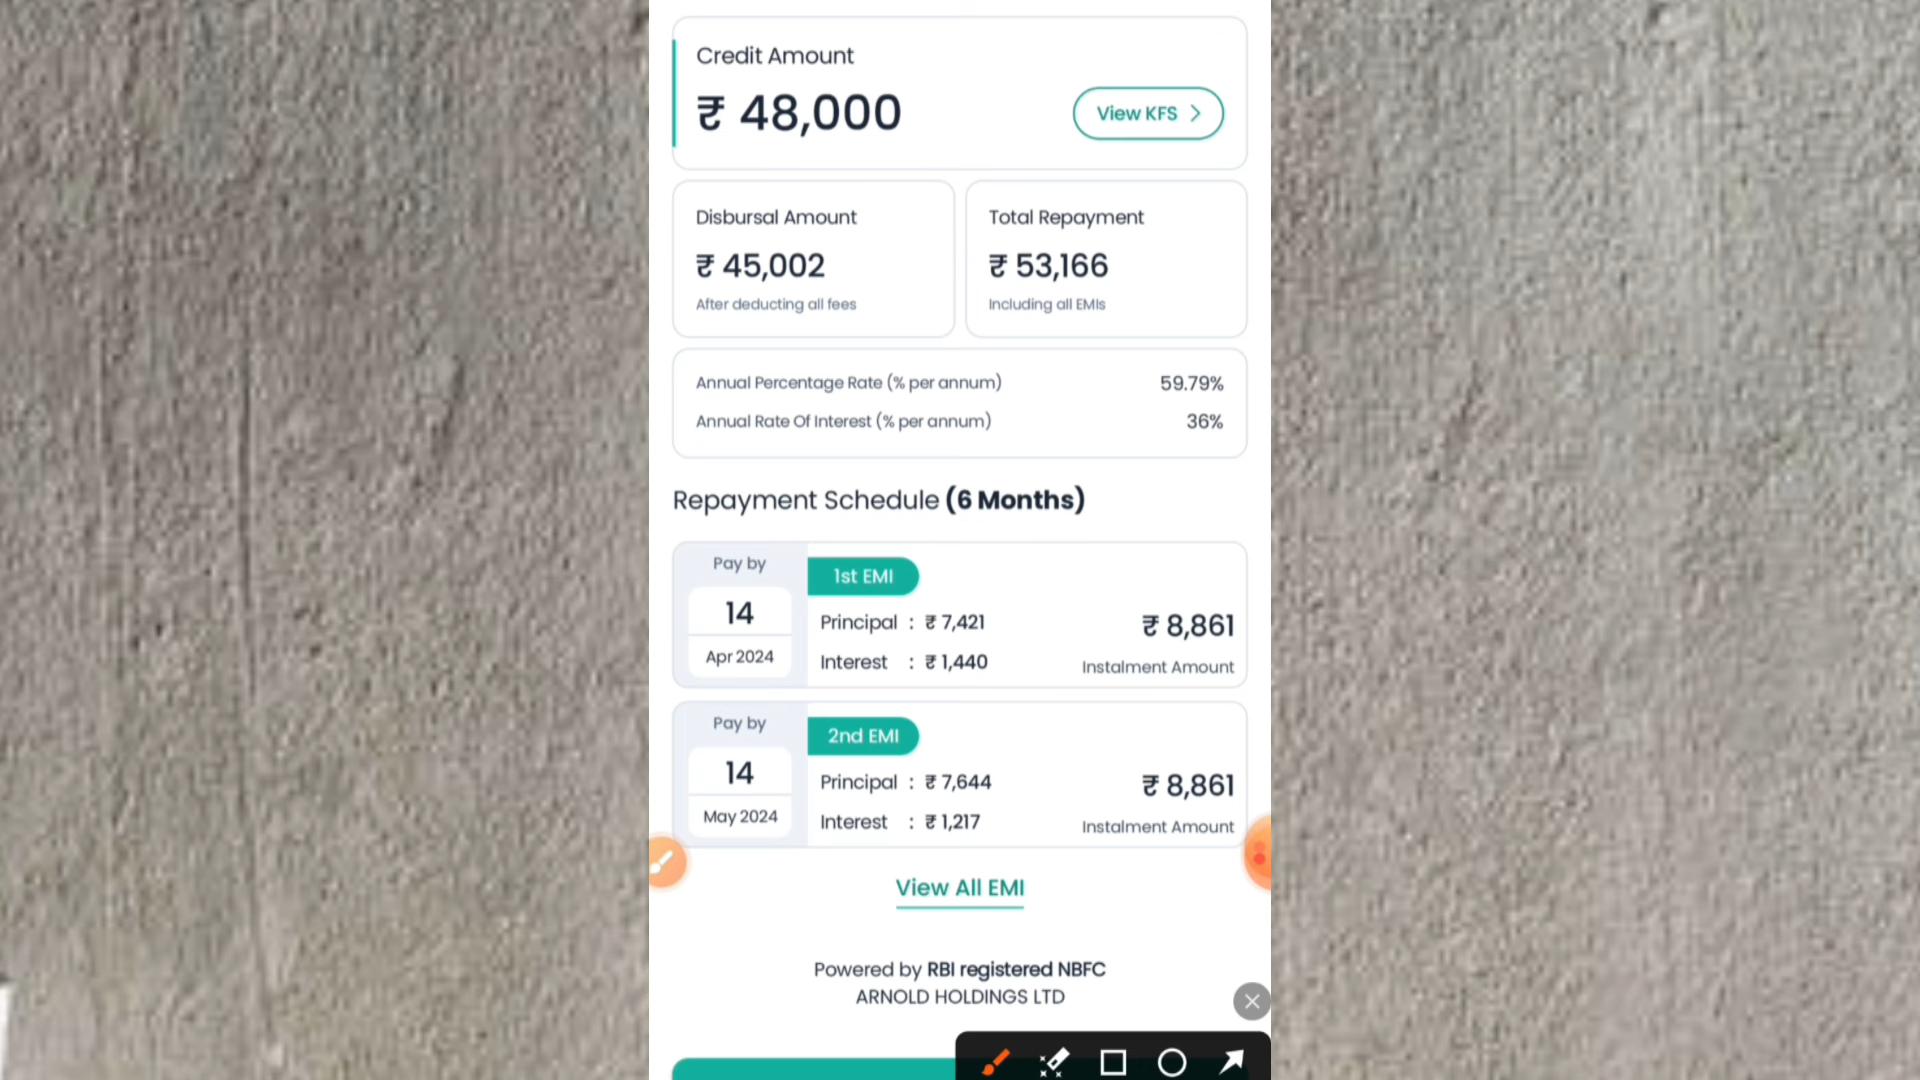 Credit Amount
₹ 48,000
View KFS
Disbursal Amount
₹ 45,002
After deducting all fees
Total Repayment
₹ 53,166
Including all EMIs
Annual Percentage Rate (% per annum) 59.79%
Annual Rate Of Interest (% per annum) 36%
Repayment Schedule (6 Months)
Pay by
14
Apr 2024
1st EMI
Principal : ₹ 7,421
Interest : ₹ 1,440
₹ 8,861
Instalment Amount
Pay by
14
May 2024
2nd EMI
Principal : ₹ 7,644
Interest : ₹ 1,217
₹ 8,861
Instalment Amount
View All EMI
Powered by RBI registered NBFC
ARNOLD HOLDINGS LTD